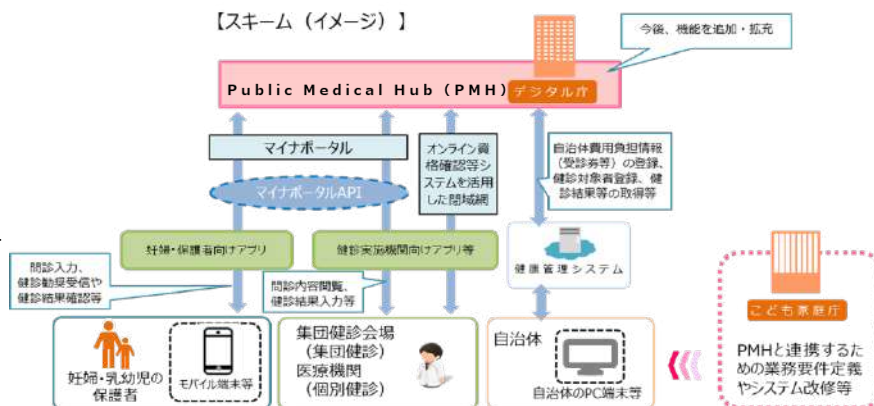 【スキーム（イメージ）】
今後、機能を追加・拡充
Public Medical Hub (PMH)
デジタル庁
マイナポータル
マイナポータルAPI
オンライン資
格確認等シ
ステムを活用
した閉域網
自治体費用負担情報
（受診券等）の登録、
健診対象者登録、健
診結果等の取得等
妊婦・保護者向けアプリ
健診実施機関向けアプリ等
健康管理システム
問診入力、
健診勧奨受信や
健診結果確認等
問診内容閲覧、
健診結果入力等
妊婦・乳幼児の
保護者
モバイル端末等
集団健診会場
（集団健診）
医療機関
（個別健診）
自治体
自治体のPC端末等
こども家庭庁
PMHと連携するた
めの業務要件定義
やシステム改修等